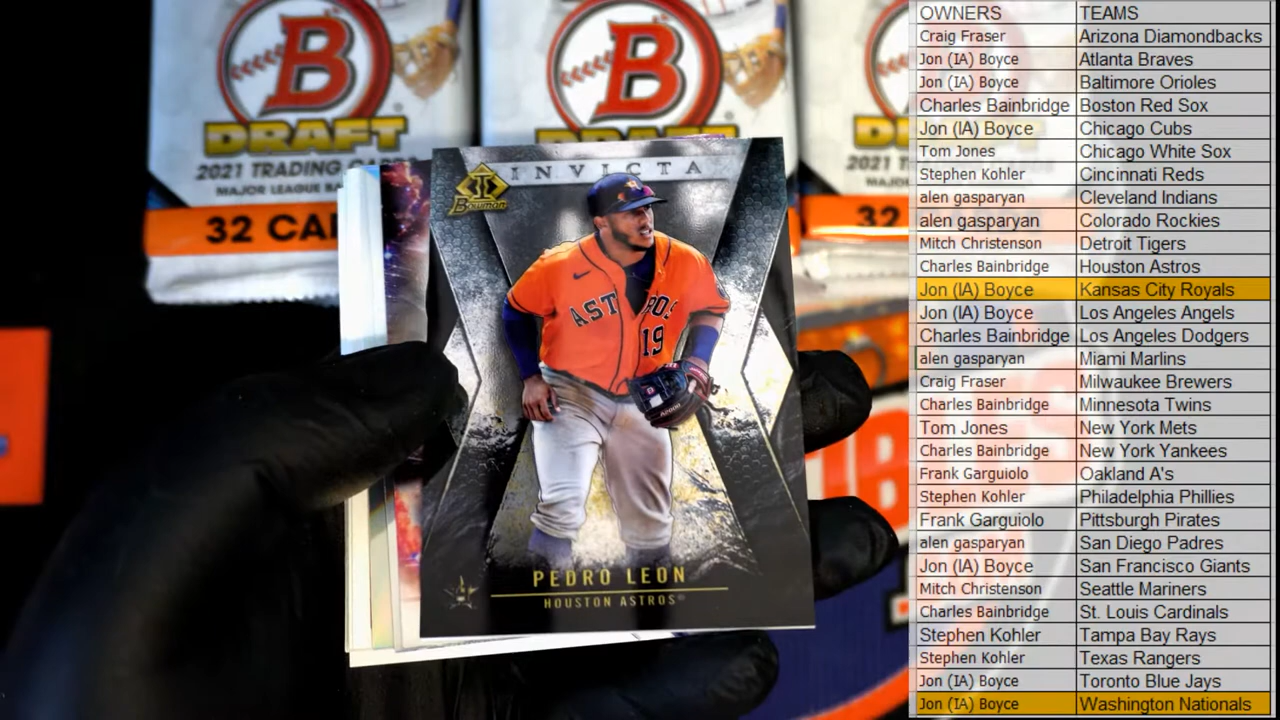 B
DRAFT
2021 TRADING CARDS
MAJOR LEAGUE BA
32 CAR
B
DRAFT
DR
2021 TRA
MAJOR
32
INVICTA
Bowman
ASTROS
19
PEDRO LEON
HOUSTON ASTROS
OWNERS TEAMS
Craig Fraser Arizona Diamondbacks
Jon (IA) Boyce Atlanta Braves
Jon (IA) Boyce Baltimore Orioles
Charles Bainbridge Boston Red Sox
Jon (IA) Boyce Chicago Cubs
Tom Jones Chicago White Sox
Stephen Kohler Cincinnati Reds
alen gasparyan Cleveland Indians
alen gasparyan Colorado Rockies
Mitch Christenson Detroit Tigers
Charles Bainbridge Houston Astros
Jon (IA) Boyce Kansas City Royals
Jon (IA) Boyce Los Angeles Angels
Charles Bainbridge Los Angeles Dodgers
alen gasparyan Miami Marlins
Craig Fraser Milwaukee Brewers
Charles Bainbridge Minnesota Twins
Tom Jones New York Mets
Charles Bainbridge New York Yankees
Frank Garguiolo Oakland A's
Stephen Kohler Philadelphia Phillies
Frank Garguiolo Pittsburgh Pirates
alen gasparyan San Diego Padres
Jon (IA) Boyce San Francisco Giants
Mitch Christenson Seattle Mariners
Charles Bainbridge St. Louis Cardinals
Stephen Kohler Tampa Bay Rays
Stephen Kohler Texas Rangers
Jon (IA) Boyce Toronto Blue Jays
Jon (IA) Boyce Washington Nationals